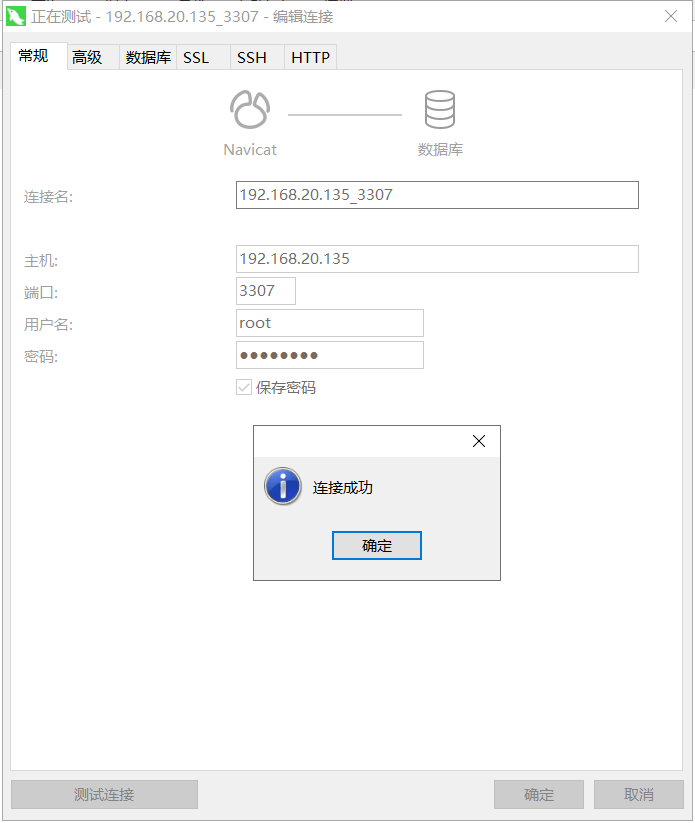 正在测试 - 192.168.20.135_3307 - 编辑连接
常规 高级 数据库 SSL SSH HTTP
Navicat 数据库
连接名: 192.168.20.135_3307
主机: 192.168.20.135
端口: 3307
用户名: root
密码: ●●●●●●●●
保存密码
连接成功
确定
测试连接 确定 取消